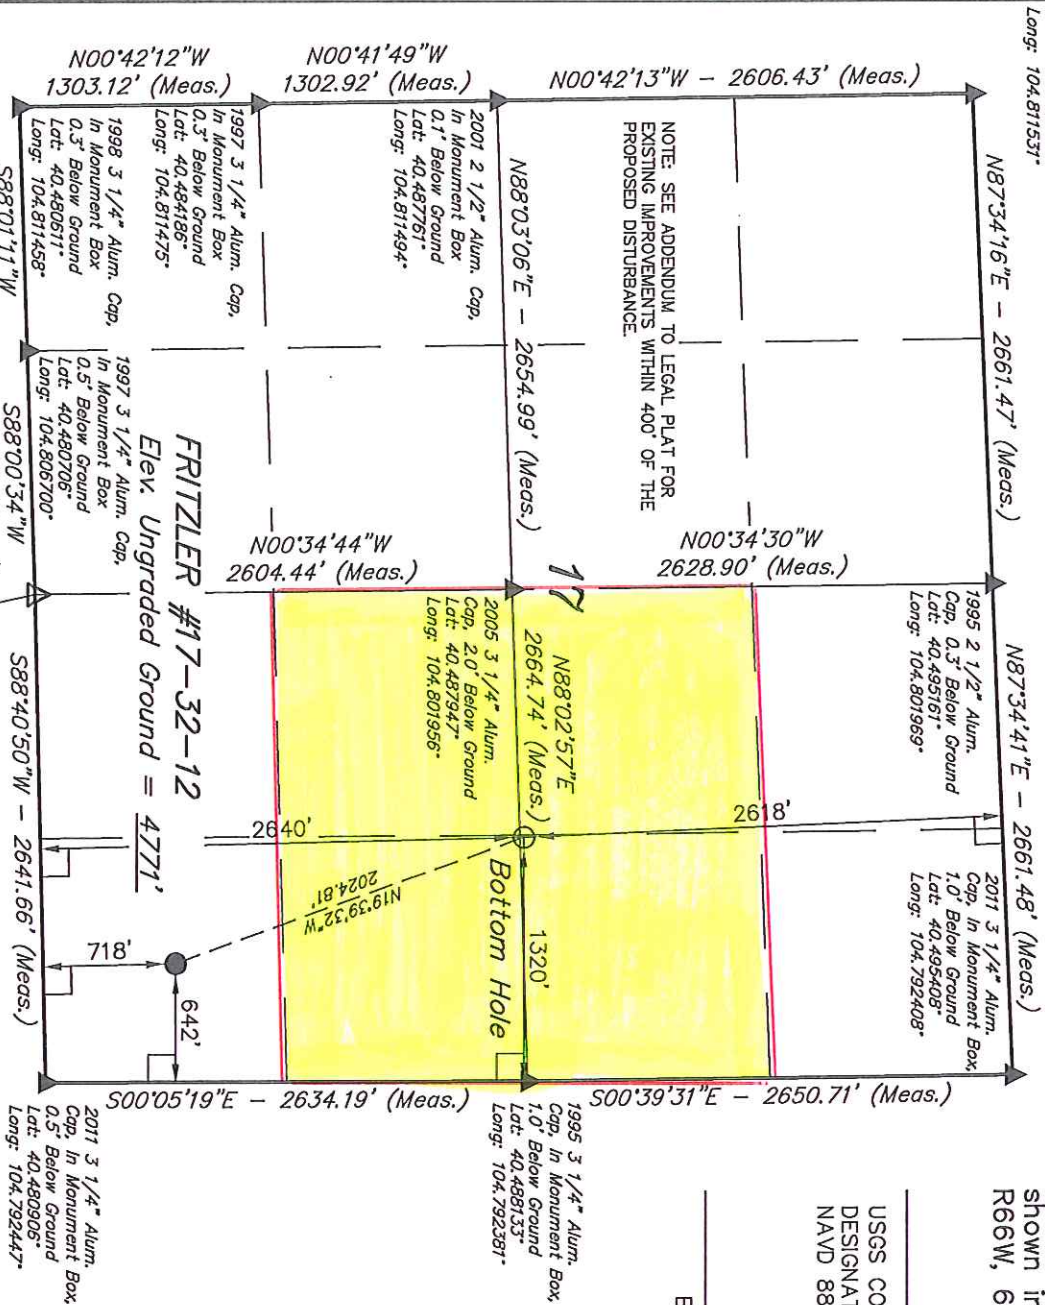 Long: 104.811531°
N87°34'16"E - 2661.47' (Meas.)
N87°34'41"E - 2661.48' (Meas.)
N00°42'13"W - 2606.43' (Meas.)
N00°41'49"W
1302.92' (Meas.)
N00°42'12"W
1303.12' (Meas.)
1995 2 1/2" Alum.
Cap, 0.3' Below Ground
Lat: 40.495161°
Long: 104.801969°
2011 3 1/4" Alum.
Cap, In Monument Box,
1.0' Below Ground
Lat: 40.495408°
Long: 104.792408°
NOTE: SEE ADDENDUM TO LEGAL PLAT FOR
EXISTING IMPROVEMENTS WITHIN 400' OF THE
PROPOSED DISTURBANCE.
N00°34'30"W
2628.90' (Meas.)
2618'
S00°39'31"E - 2650.71' (Meas.)
17
N88°03'06"E - 2654.99' (Meas.)
N88°02'57"E
2664.74' (Meas.)
2001 2 1/2" Alum. Cap,
In Monument Box
0.1' Below Ground
Lat: 40.487761°
Long: 104.811494°
2005 3 1/4" Alum.
Cap, 2.0' Below Ground
Lat: 40.487947°
Long: 104.801956°
Bottom Hole
1320'
1995 3 1/4" Alum.
Cap, In Monument Box,
1.0' Below Ground
Lat: 40.488133°
Long: 104.792381°
N00°34'44"W
2604.44' (Meas.)
2640'
N19°39'32"W
2024.81'
S00°05'19"E - 2634.19' (Meas.)
1997 3 1/4" Alum. Cap,
In Monument Box
0.3' Below Ground
Lat: 40.484186°
Long: 104.811475°
FRITZLER #17-32-12
Elev. Ungraded Ground = 4771'
718'
642'
1998 3 1/4" Alum. Cap,
In Monument Box
0.3' Below Ground
Lat: 40.480611°
Long: 104.811458°
1997 3 1/4" Alum. Cap,
In Monument Box
0.5' Below Ground
Lat: 40.480706°
Long: 104.806700°
2011 3 1/4" Alum.
Cap, In Monument Box,
0.5' Below Ground
Lat: 40.480906°
Long: 104.792447°
S88°01'11"W
S88°00'34"W
S88°40'50"W - 2641.66' (Meas.)
shown in
R66W, 6
USGS CO
DESIGNAT
NAVD 88